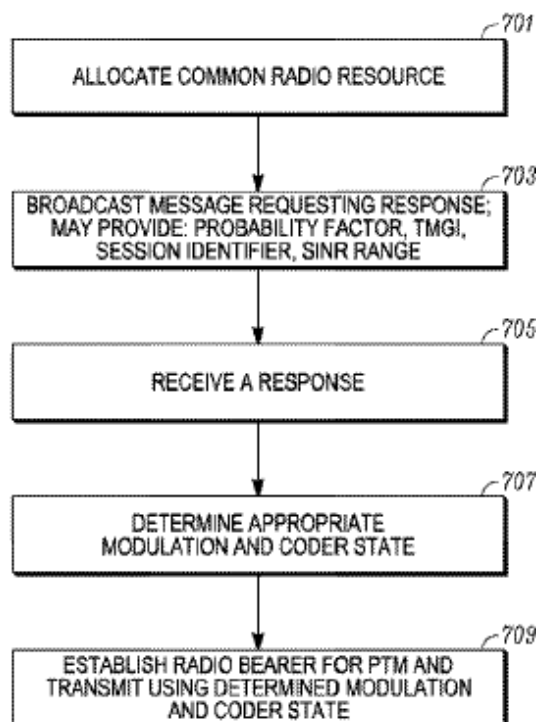 701
ALLOCATE COMMON RADIO RESOURCE
703
BROADCAST MESSAGE REQUESTING RESPONSE;
MAY PROVIDE: PROBABILITY FACTOR, TMGI,
SESSION IDENTIFIER, SINR RANGE
705
RECEIVE A RESPONSE
707
DETERMINE APPROPRIATE
MODULATION AND CODER STATE
709
ESTABLISH RADIO BEARER FOR PTM AND
TRANSMIT USING DETERMINED MODULATION
AND CODER STATE